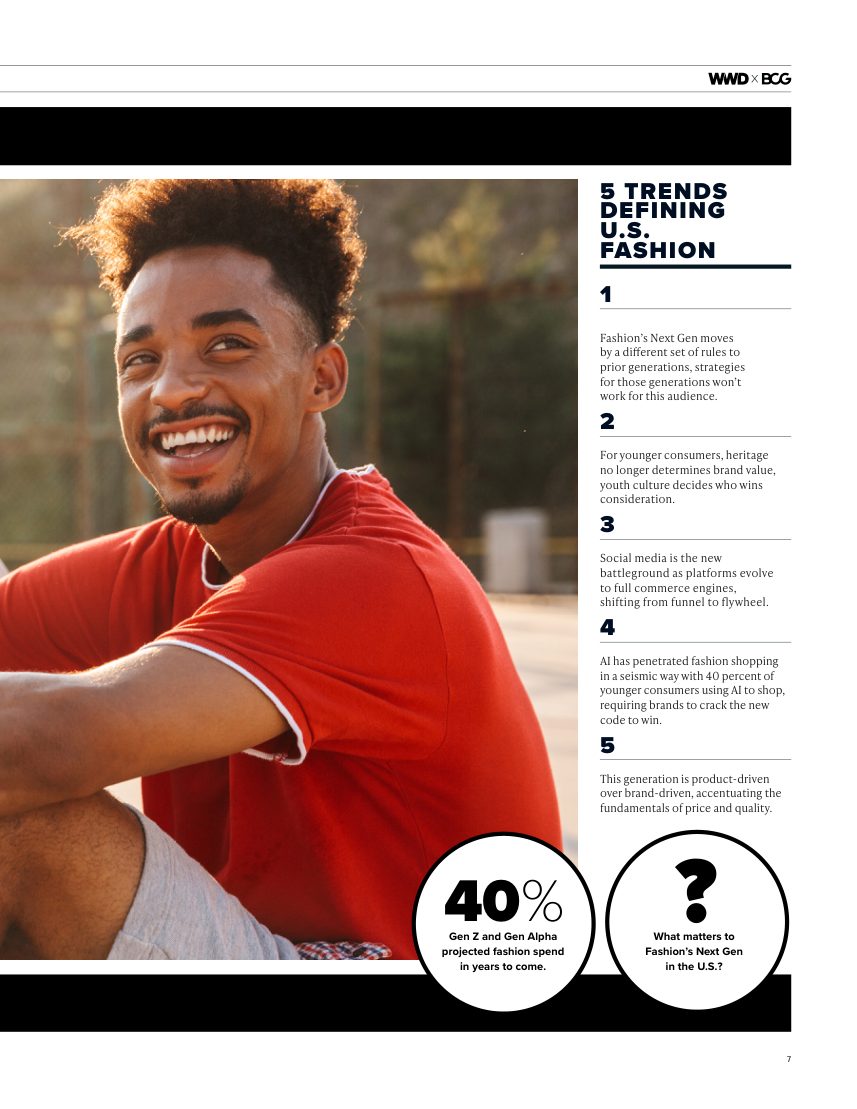 WWD × BCG
5 TRENDS
DEFINING
U.S.
FASHION
1
Fashion’s Next Gen moves
by a different set of rules to
prior generations, strategies
for those generations won’t
work for this audience.
2
For younger consumers, heritage
no longer determines brand value,
youth culture decides who wins
consideration.
3
Social media is the new
battleground as platforms evolve
to full commerce engines,
shifting from funnel to flywheel.
4
AI has penetrated fashion shopping
in a seismic way with 40 percent of
younger consumers using AI to shop,
requiring brands to crack the new
code to win.
5
This generation is product-driven
over brand-driven, accentuating the
fundamentals of price and quality.
40%
Gen Z and Gen Alpha
projected fashion spend
in years to come.
?
What matters to
Fashion’s Next Gen
in the U.S.?
7